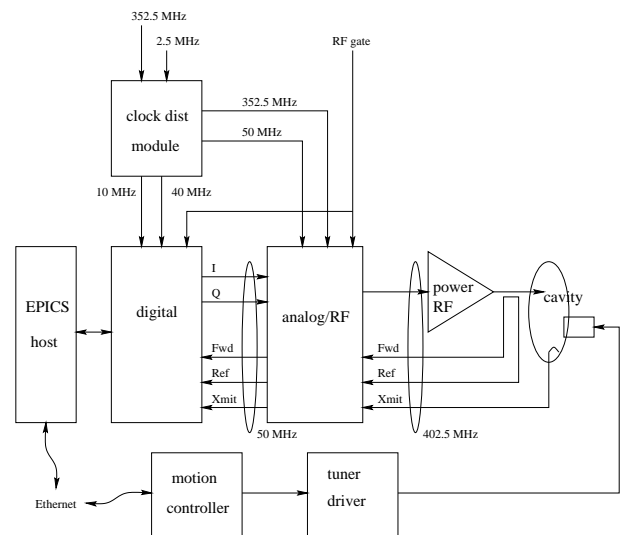 352.5 MHz
2.5 MHz
RF gate
clock dist
module
352.5 MHz
50 MHz
10 MHz
40 MHz
EPICS
host
digital
I
Q
Fwd
Ref
Xmit
analog/RF
power
RF
cavity
Fwd
Ref
Xmit
50 MHz
402.5 MHz
Ethernet
motion
controller
tuner
driver